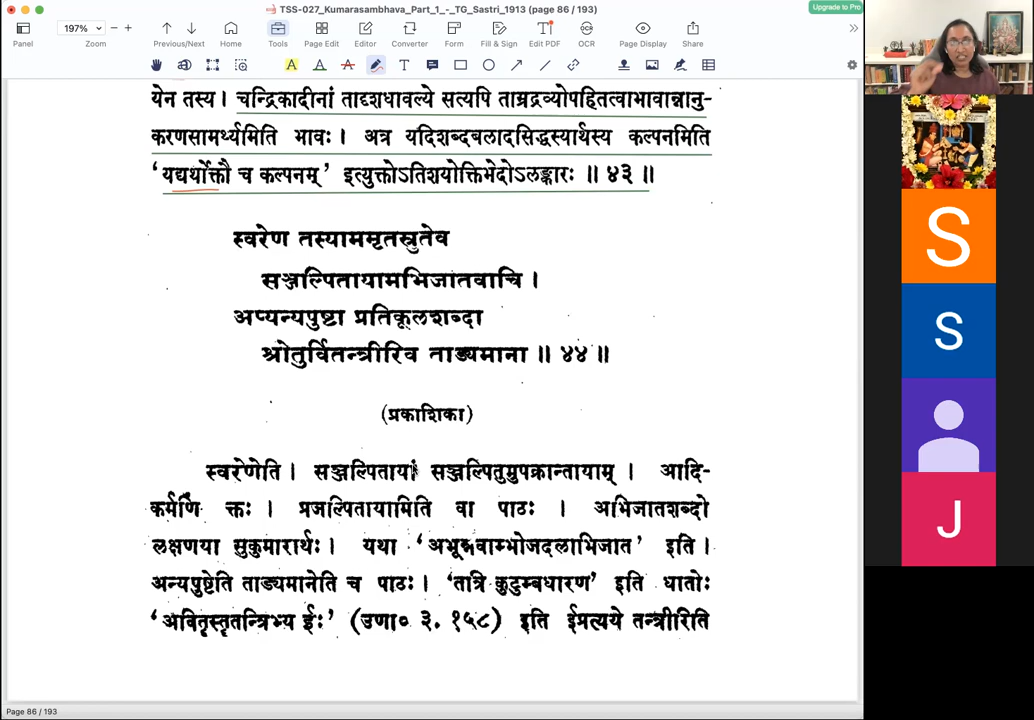 TSS-027_Kumarasambhava_Part_1_-_TG_Sastri_1913 (page 86 / 193)
Upgrade to Pro
197%
Panel Zoom Previous/Next Home Tools Page Edit Editor Converter Form Fill & Sign Edit PDF OCR Page Display Share
येन तस्य। चन्द्रिकादीनां तादृशधावल्ये सत्यपि ताम्रद्रव्योपहितत्वाभावान्नानु-
करणसामर्थ्यमिति भावः। अत्र यदिशब्दबलादसिद्धस्यार्थस्य कल्पनमिति
‘यद्यर्थोक्तौ च कल्पनम्’ इत्युक्तोऽतिशयोक्तिभेदोऽलङ्कारः॥ ४३॥
स्वरेण तस्याममृतस्रुतेव
सञ्जल्पितायामभिजातवाचि।
अप्यन्यपुष्टा प्रतिकूलशब्दा
श्रोतुर्वितन्त्रीरिव ताड्यमाना॥ ४४॥
(प्रकाशिका)
स्वरेणेति। सञ्जल्पितायां सञ्जल्पितुमुपक्रान्तायाम्। आदि-
कर्मणि क्तः। प्रजल्पितायामिति वा पाठः। अभिजातशब्दो
लक्षणया सुकुमारार्थः। यथा ‘अभूद्भवाम्भोजदलाभिजात’ इति।
अन्यपुष्टेति ताड्यमानेति च पाठः। ‘तात्रि कुटुम्बधारण’ इति धातोः
‘अवितॄस्तृतन्त्रिभ्य ईः’ (उणा० ३. १५८) इति ईप्रत्यये तन्त्रीरिति
S
S
J
Page 86 / 193